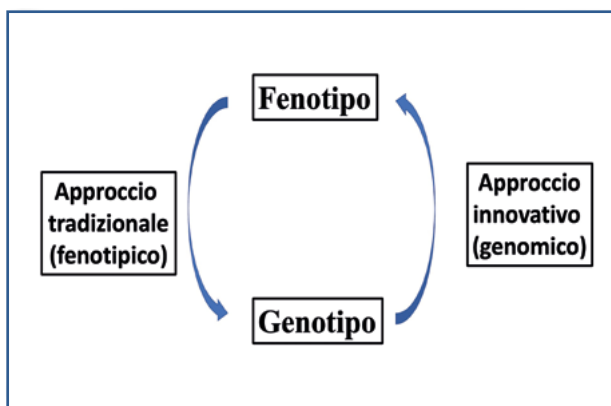 Fenotipo
Approccio
tradizionale
(fenotipico)
Approccio
innovativo
(genomico)
Genotipo